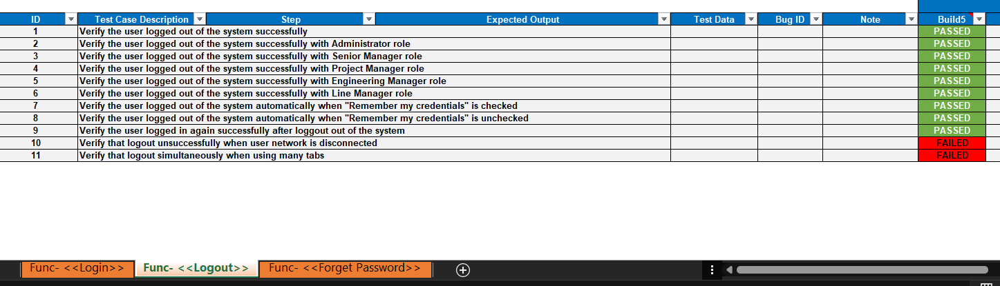 ID Test Case Description Step Expected Output Test Data Bug ID Note Build5
1 Verify the user logged out of the system successfully PASSED
2 Verify the user logged out of the system successfully with Administrator role PASSED
3 Verify the user logged out of the system successfully with Senior Manager role PASSED
4 Verify the user logged out of the system successfully with Project Manager role PASSED
5 Verify the user logged out of the system successfully with Engineering Manager role PASSED
6 Verify the user logged out of the system successfully with Line Manager role PASSED
7 Verify the user logged out of the system automatically when "Remember my credentials" is checked PASSED
8 Verify the user logged out of the system automatically when "Remember my credentials" is unchecked PASSED
9 Verify the user logged in again successfully after loggout out of the system PASSED
10 Verify that logout unsuccessfully when user network is disconnected FAILED
11 Verify that logout simultaneously when using many tabs FAILED
Func- <<Login>> Func- <<Logout>> Func- <<Forget Password>>